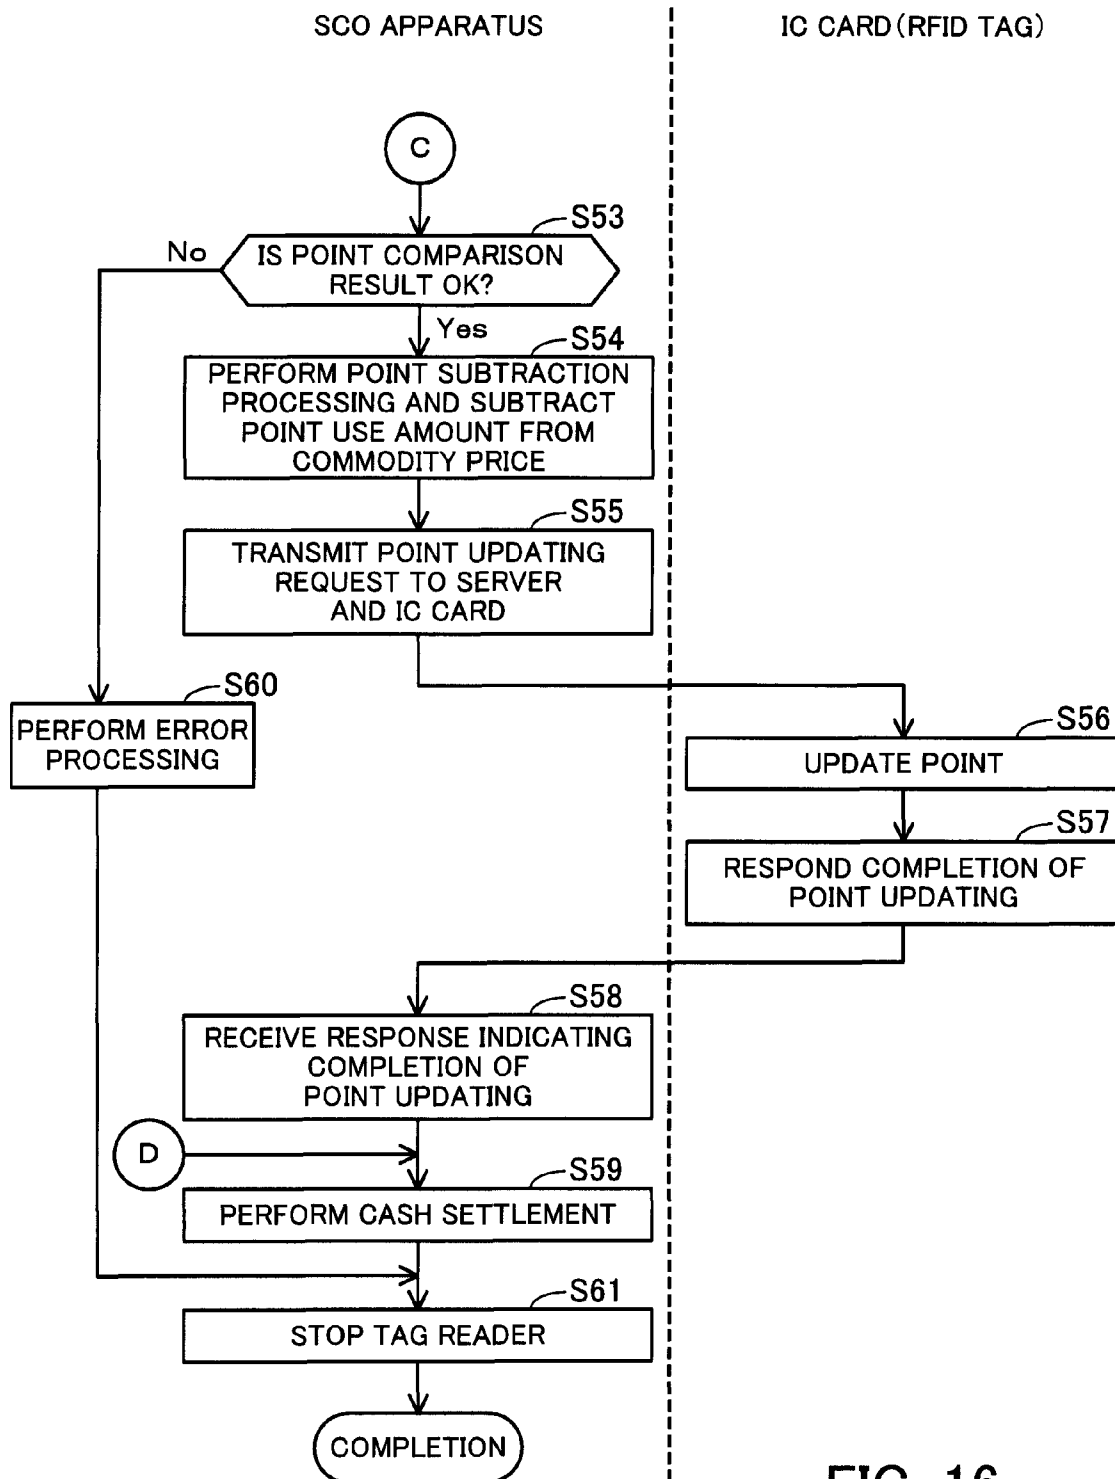 SCO APPARATUS
IC CARD(RFID TAG)
C
S53
No
IS POINT COMPARISON
RESULT OK?
Yes
S54
PERFORM POINT SUBTRACTION
PROCESSING AND SUBTRACT
POINT USE AMOUNT FROM
COMMODITY PRICE
S55
TRANSMIT POINT UPDATING
REQUEST TO SERVER
AND IC CARD
S60
PERFORM ERROR
PROCESSING
S56
UPDATE POINT
S57
RESPOND COMPLETION OF
POINT UPDATING
S58
RECEIVE RESPONSE INDICATING
COMPLETION OF
POINT UPDATING
D
S59
PERFORM CASH SETTLEMENT
S61
STOP TAG READER
COMPLETION
FIG. 16